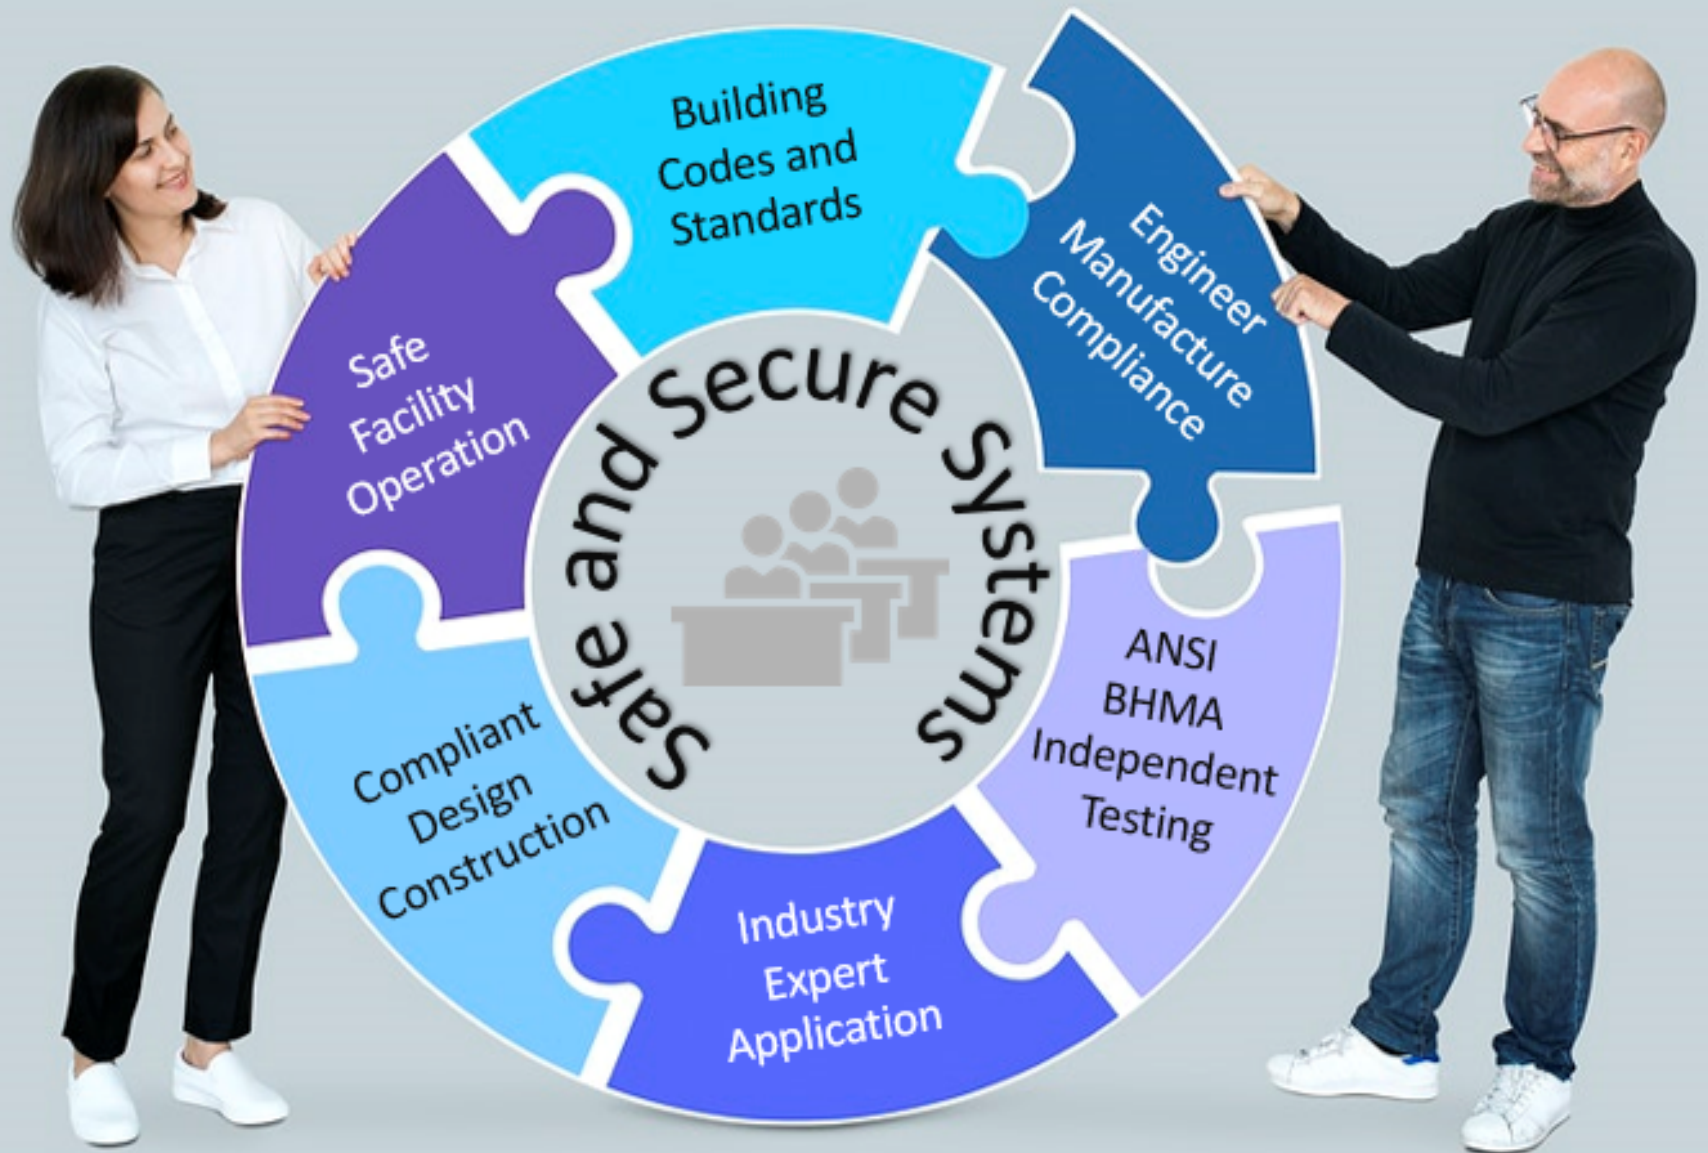 Building
Codes and
Standards
Engineer
Manufacture
Compliance
Safe
Facility
Operation
Safe and Secure Systems
ANSI
BHMA
Independent
Testing
Compliant
Design
Construction
Industry
Expert
Application